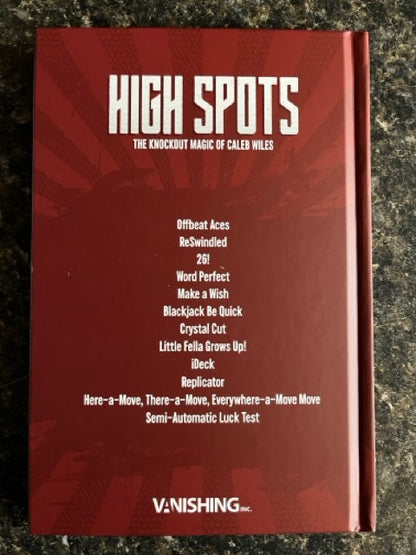 HIGH SPOTS
THE KNOCKOUT MAGIC OF CALEB WILES
Offbeat Aces
ReSwindled
26!
Word Perfect
Make a Wish
Blackjack Be Quick
Crystal Cut
Little Fella Grows Up!
iDeck
Replicator
Here-a-Move, There-a-Move, Everywhere-a-Move Move
Semi-Automatic Luck Test
VANISHING INC.